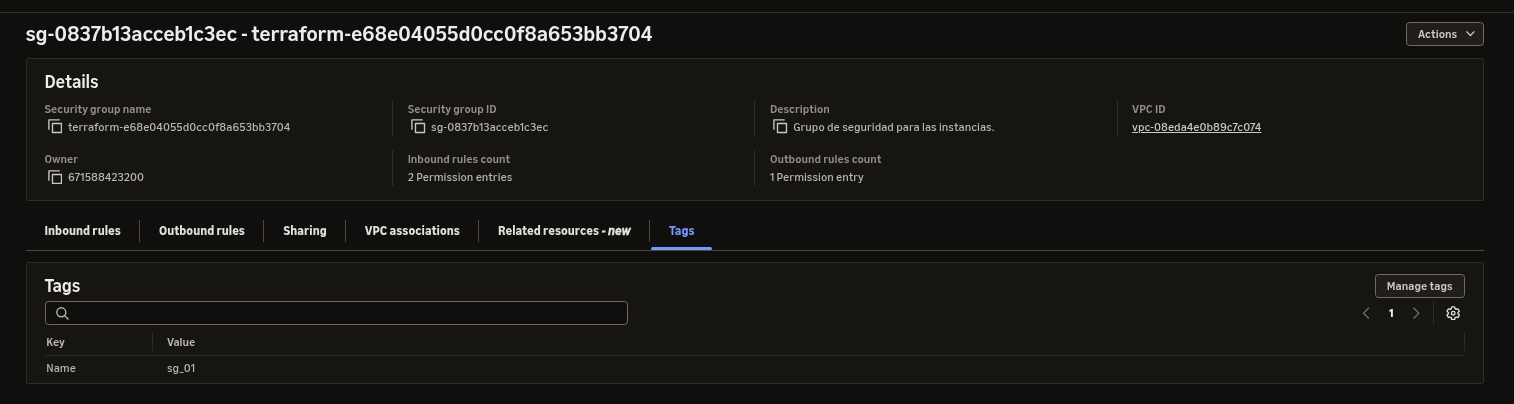 sg-0837b13acceb1c3ec - terraform-e68e04055d0cc0f8a653bb3704
Actions
Details
Security group name
terraform-e68e04055d0cc0f8a653bb3704
Security group ID
sg-0837b13acceb1c3ec
Description
Grupo de seguridad para las instancias.
VPC ID
vpc-08eda4e0b89c7c074
Owner
671588423200
Inbound rules count
2 Permission entries
Outbound rules count
1 Permission entry
Inbound rules
Outbound rules
Sharing
VPC associations
Related resources - new
Tags
Tags
Manage tags
1
Key
Value
Name
sg_01